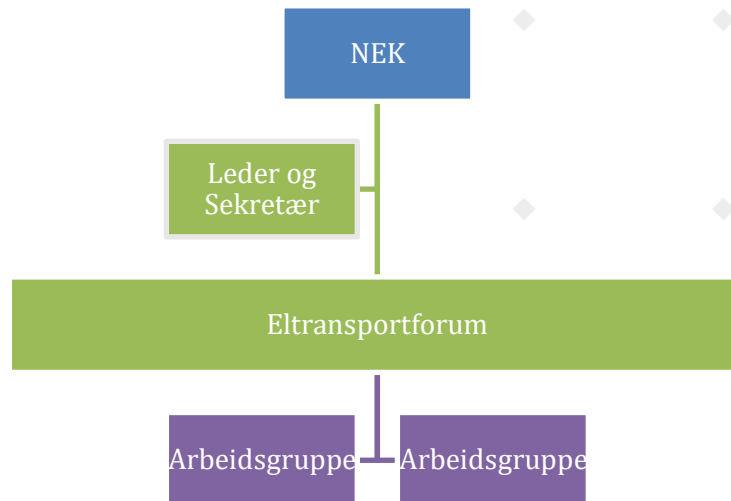 NEK
Leder og
Sekretær
Eltransportforum
Arbeidsgruppe
Arbeidsgruppe